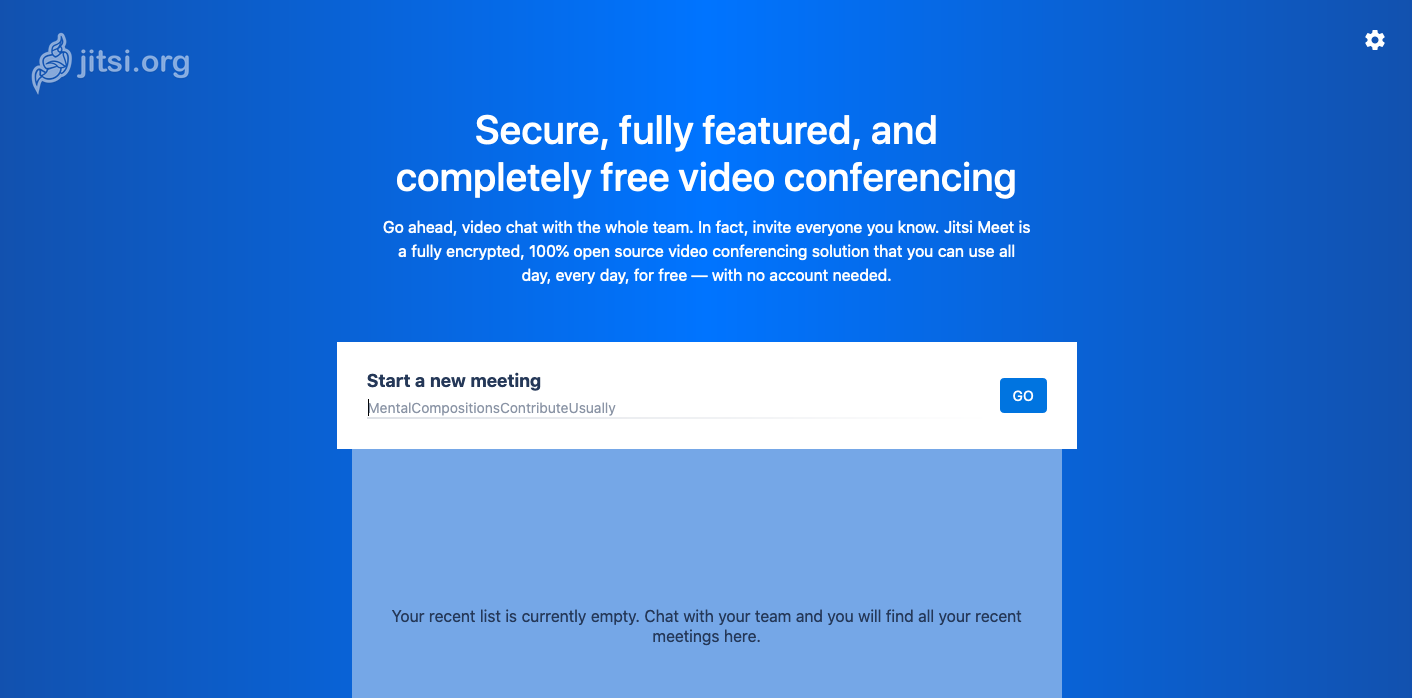 jitsi.org
Secure, fully featured, and
completely free video conferencing
Go ahead, video chat with the whole team. In fact, invite everyone you know. Jitsi Meet is
a fully encrypted, 100% open source video conferencing solution that you can use all
day, every day, for free — with no account needed.
Start a new meeting
MentalCompositionsContributeUsually
GO
Your recent list is currently empty. Chat with your team and you will find all your recent
meetings here.